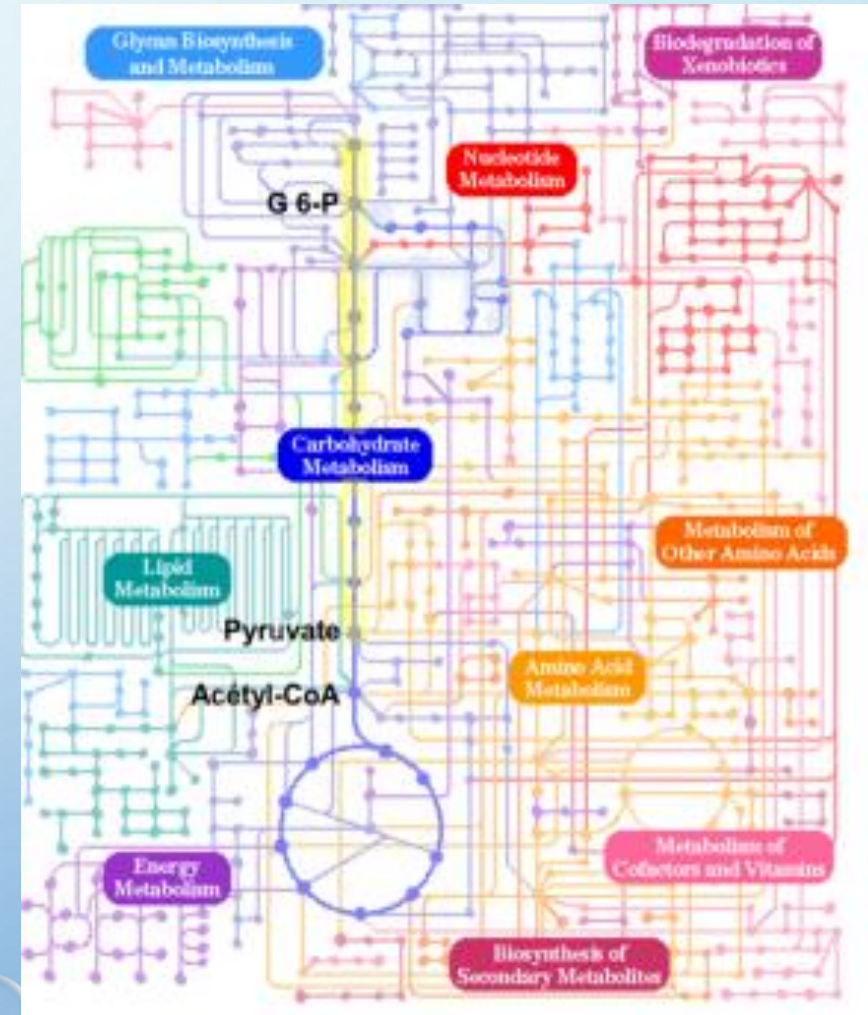 Glycan Biosynthesis
and Metabolism
Biodegradation of
Xenobiotics
Nucleotide
Metabolism
G 6-P
Carbohydrate
Metabolism
Metabolism of
Other Amino Acids
Lipid
Metabolism
Pyruvate
Amino Acid
Metabolism
Acétyl-CoA
Metabolism of
Cofactors and Vitamins
Energy
Metabolism
Biosynthesis of
Secondary Metabolites